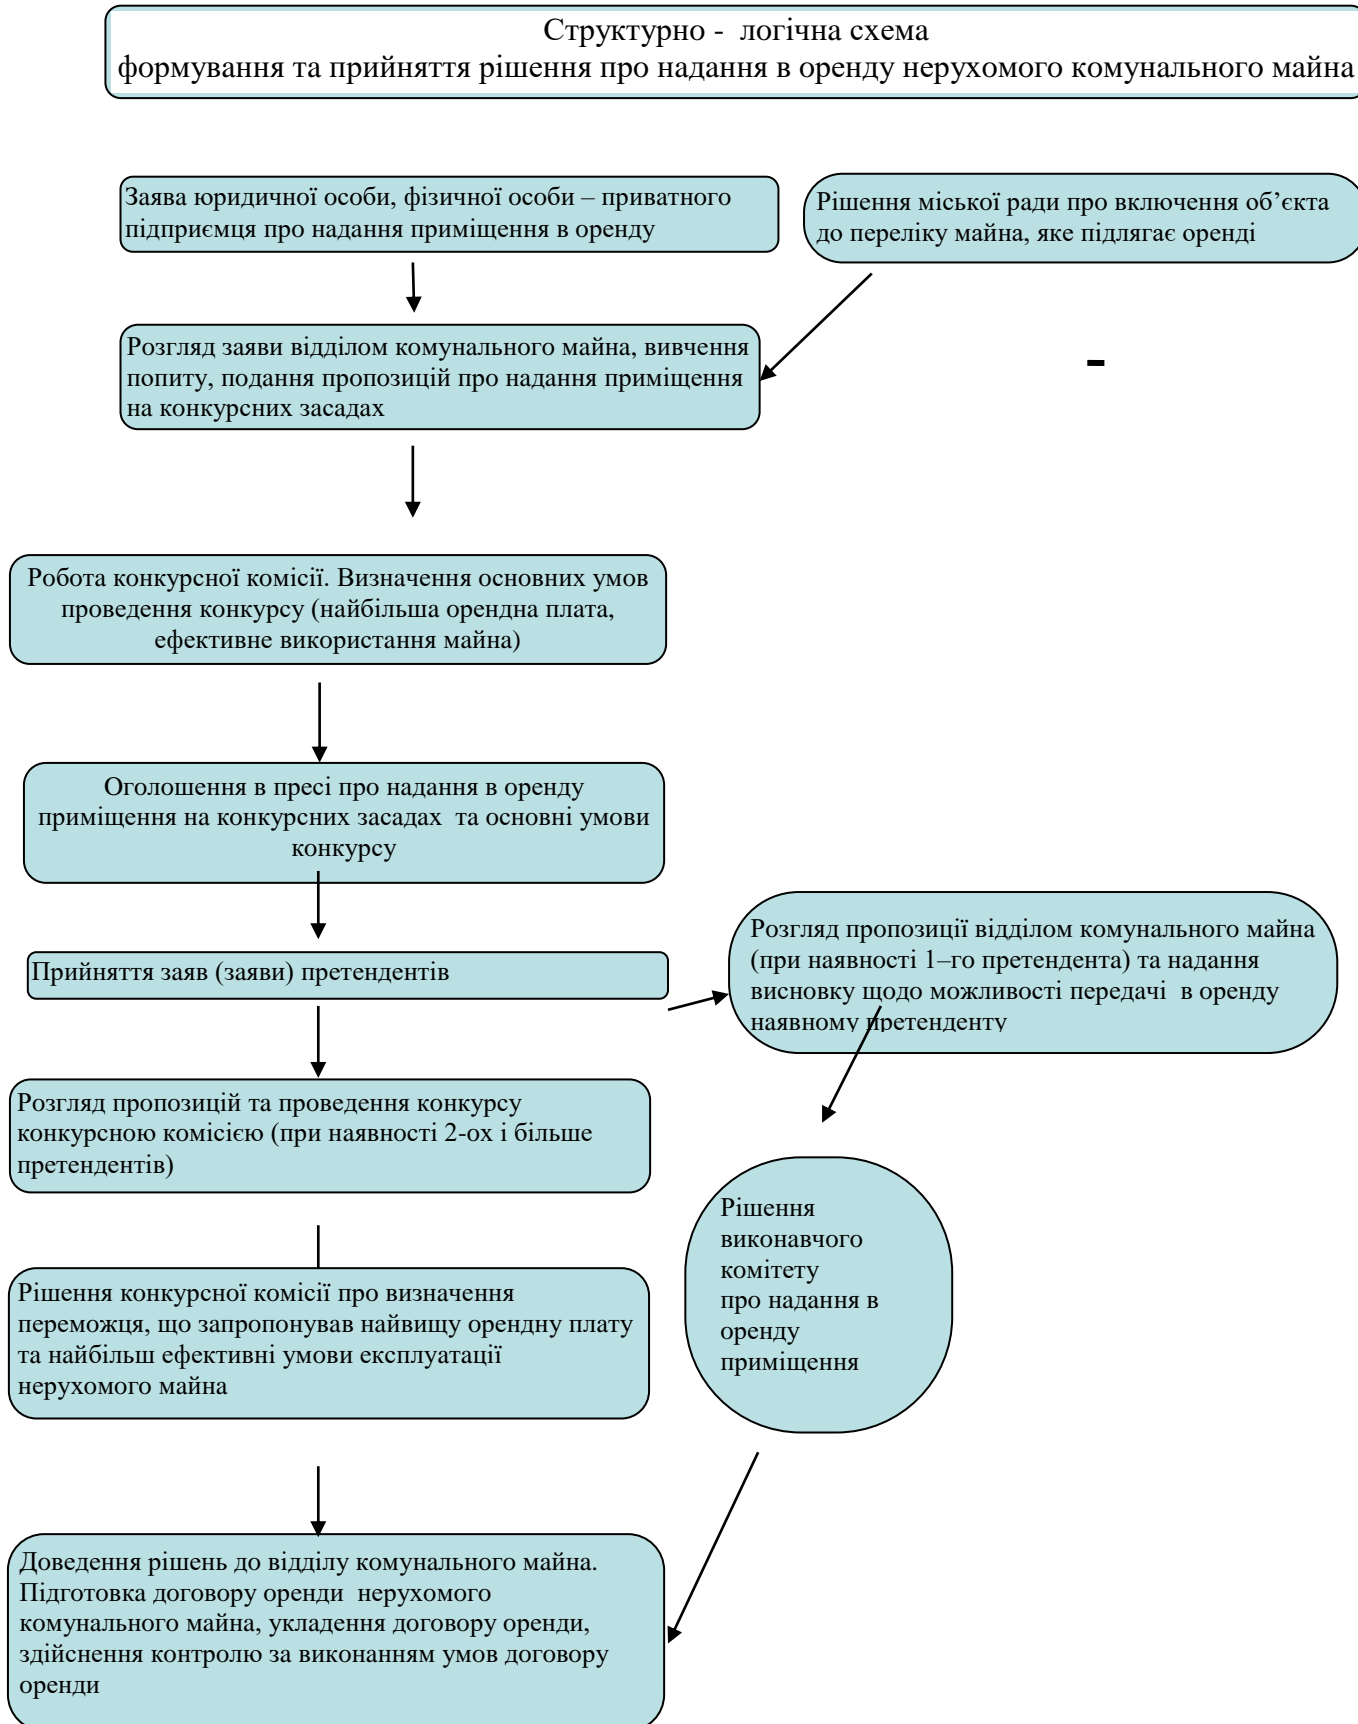 Структурно - логічна схема
формування та прийняття рішення про надання в оренду нерухомого комунального майна
Заява юридичної особи, фізичної особи – приватного
підприємця про надання приміщення в оренду
Рішення міської ради про включення об’єкта
до переліку майна, яке підлягає оренді
Розгляд заяви відділом комунального майна, вивчення
попиту, подання пропозицій про надання приміщення
на конкурсних засадах
-
Робота конкурсної комісії. Визначення основних умов
проведення конкурсу (найбільша орендна плата,
ефективне використання майна)
Оголошення в пресі про надання в оренду
приміщення на конкурсних засадах та основні умови
конкурсу
Прийняття заяв (заяви) претендентів
Розгляд пропозиції відділом комунального майна
(при наявності 1–го претендента) та надання
висновку щодо можливості передачі в оренду
наявному претенденту
Розгляд пропозицій та проведення конкурсу
конкурсною комісією (при наявності 2-ох і більше
претендентів)
Рішення
виконавчого
комітету
про надання в
оренду
приміщення
Рішення конкурсної комісії про визначення
переможця, що запропонував найвищу орендну плату
та найбільш ефективні умови експлуатації
нерухомого майна
Доведення рішень до відділу комунального майна.
Підготовка договору оренди нерухомого
комунального майна, укладення договору оренди,
здійснення контролю за виконанням умов договору
оренди